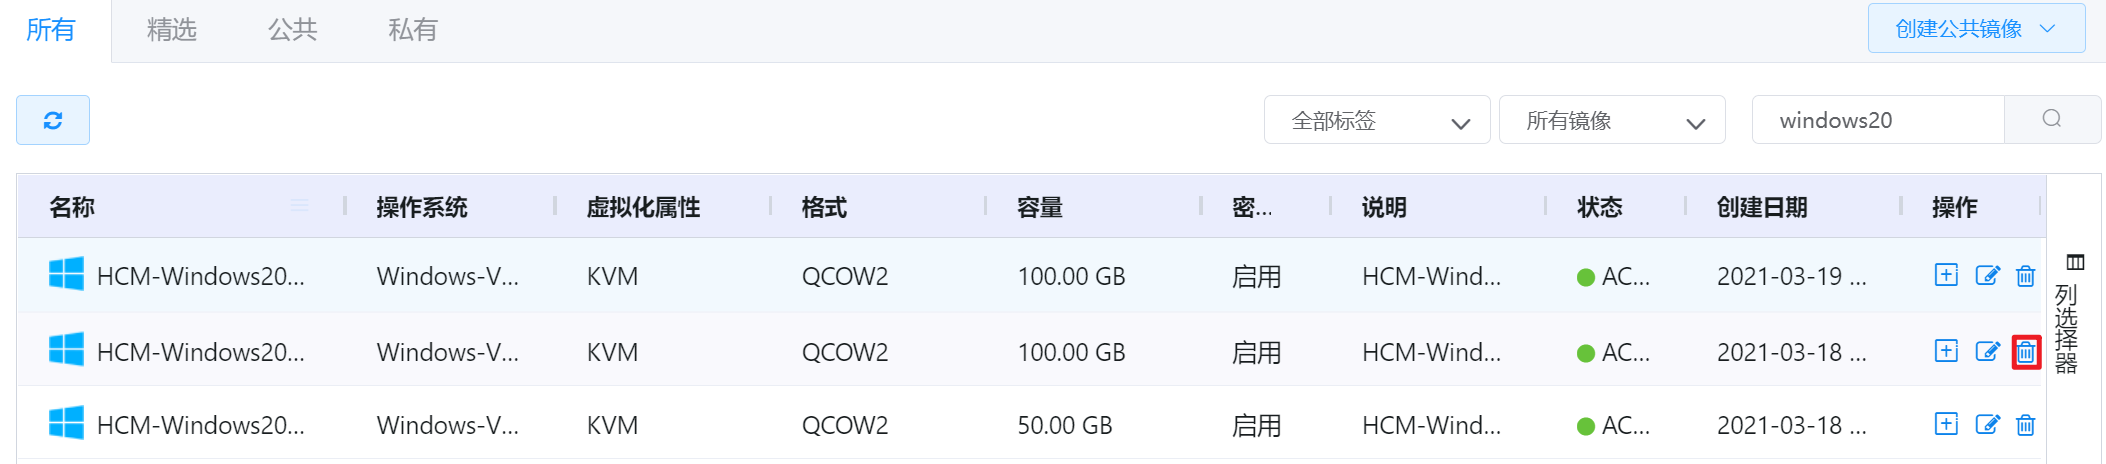 所有 精选 公共 私有 创建公共镜像
全部标签 所有镜像 windows20
名称 操作系统 虚拟化属性 格式 容量 密... 说明 状态 创建日期 操作
HCM-Windows20... Windows-V... KVM QCOW2 100.00 GB 启用 HCM-Wind... AC... 2021-03-19 ...
HCM-Windows20... Windows-V... KVM QCOW2 100.00 GB 启用 HCM-Wind... AC... 2021-03-18 ...
HCM-Windows20... Windows-V... KVM QCOW2 50.00 GB 启用 HCM-Wind... AC... 2021-03-18 ...
列选择器